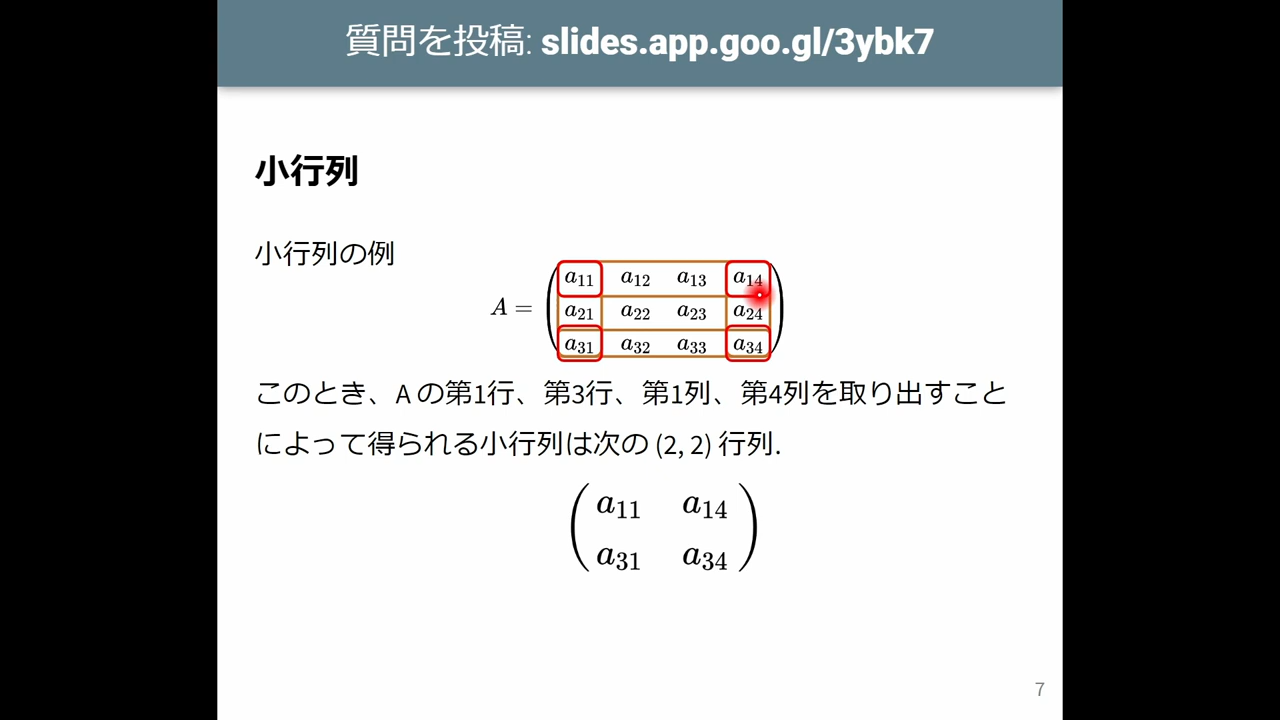 質問を投稿: slides.app.goo.gl/3ybk7
小行列
小行列の例
a11 a12 a13 a14
A = a21 a22 a23 a24
a31 a32 a33 a34
このとき、A の第1行、第3行、第1列、第4列を取り出すこと
によって得られる小行列は次の (2, 2) 行列.
a11 a14
a31 a34
7